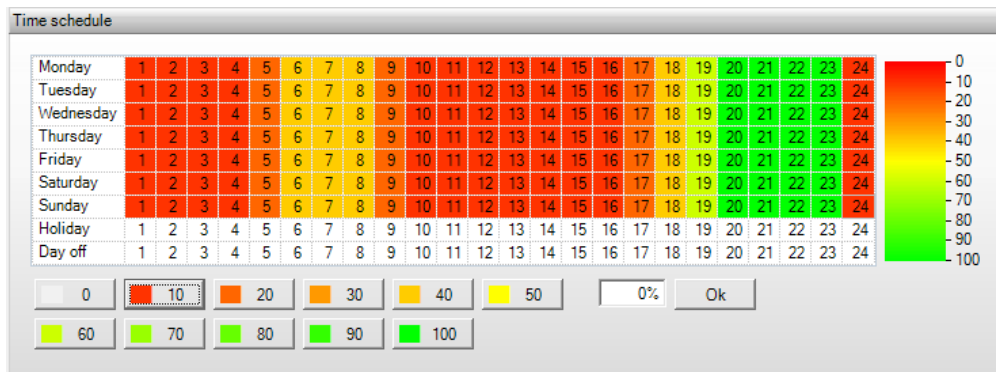 Time schedule
Monday 1 2 3 4 5 6 7 8 9 10 11 12 13 14 15 16 17 18 19 20 21 22 23 24 0
Tuesday 1 2 3 4 5 6 7 8 9 10 11 12 13 14 15 16 17 18 19 20 21 22 23 24 10
Wednesday 1 2 3 4 5 6 7 8 9 10 11 12 13 14 15 16 17 18 19 20 21 22 23 24 20
30
Thursday 1 2 3 4 5 6 7 8 9 10 11 12 13 14 15 16 17 18 19 20 21 22 23 24 40
Friday 1 2 3 4 5 6 7 8 9 10 11 12 13 14 15 16 17 18 19 20 21 22 23 24 50
Saturday 1 2 3 4 5 6 7 8 9 10 11 12 13 14 15 16 17 18 19 20 21 22 23 24 60
70
Sunday 1 2 3 4 5 6 7 8 9 10 11 12 13 14 15 16 17 18 19 20 21 22 23 24 80
Holiday 1 2 3 4 5 6 7 8 9 10 11 12 13 14 15 16 17 18 19 20 21 22 23 24 90
Day off 1 2 3 4 5 6 7 8 9 10 11 12 13 14 15 16 17 18 19 20 21 22 23 24 100
0 10 20 30 40 50 0% Ok
60 70 80 90 100